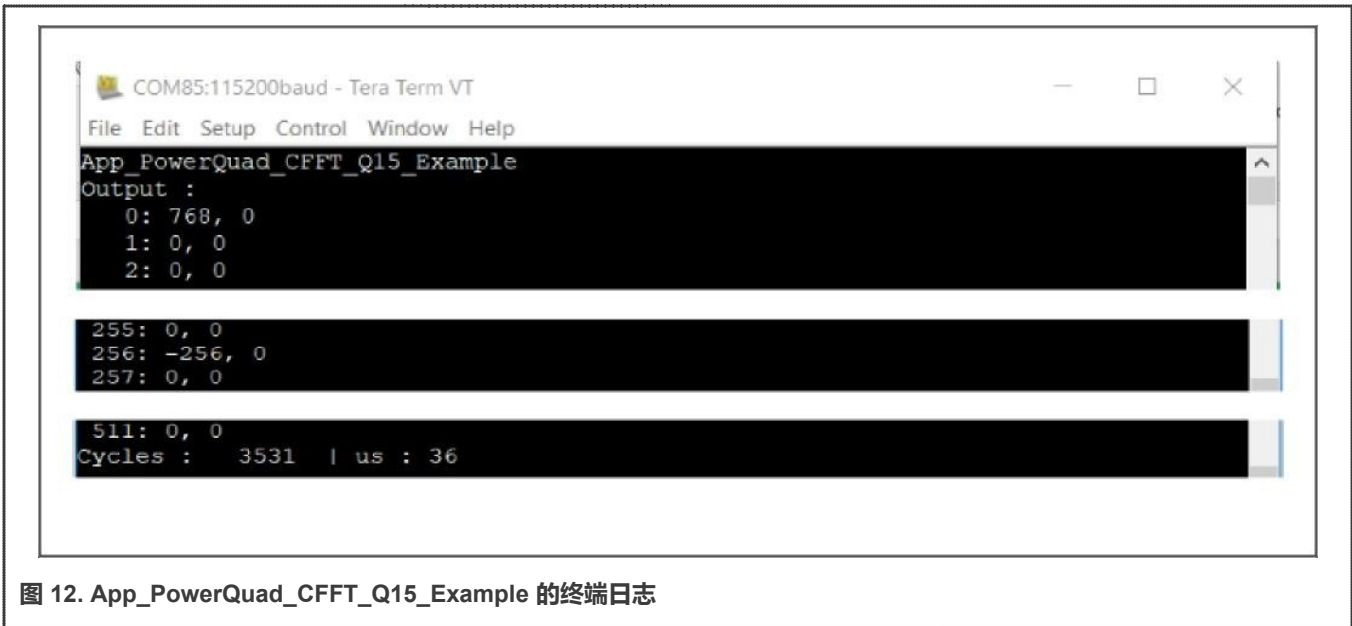 COM85:115200baud - Tera Term VT
File Edit Setup Control Window Help
App_PowerQuad_CFFT_Q15_Example
Output :
0: 768, 0
1: 0, 0
2: 0, 0
255: 0, 0
256: -256, 0
257: 0, 0
511: 0, 0
Cycles : 3531 | us : 36
图 12. App_PowerQuad_CFFT_Q15_Example 的终端日志